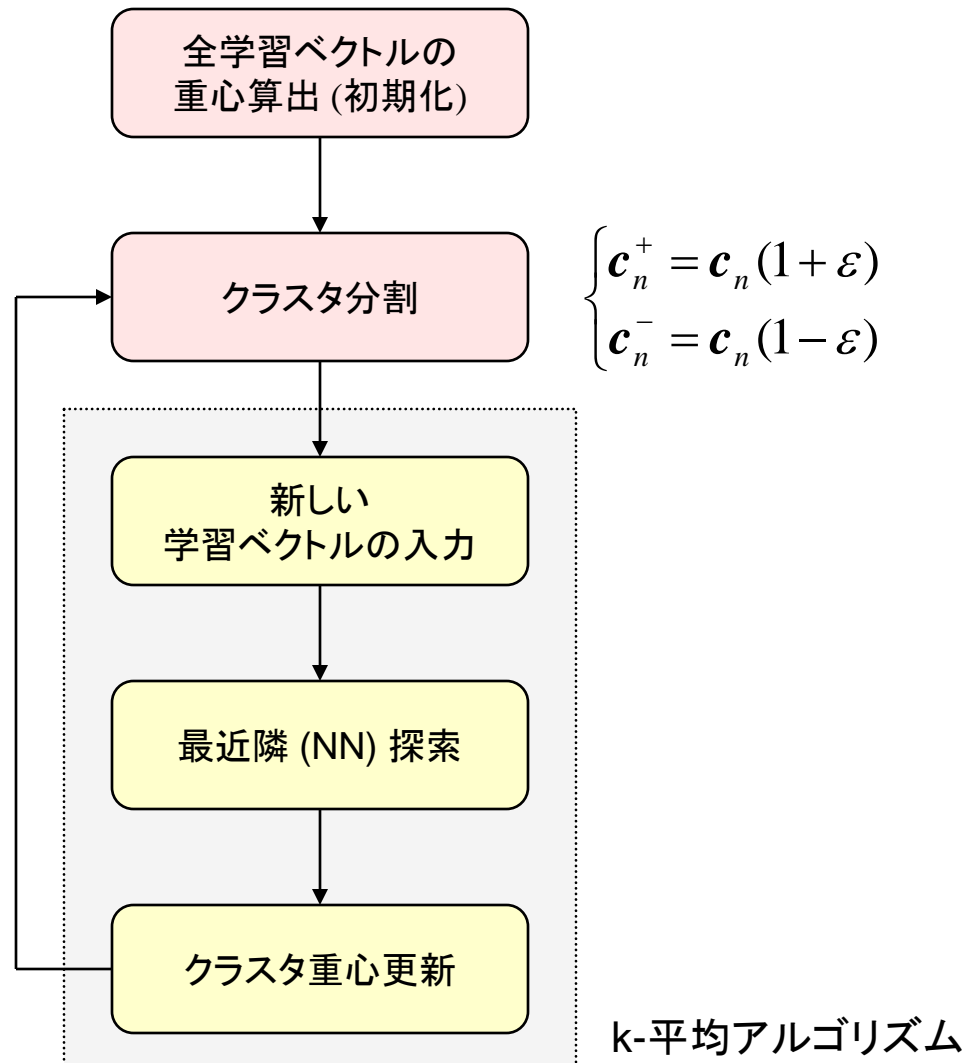 全学習ベクトルの
重心算出 (初期化)
クラスタ分割
c_n^+ = c_n (1 + ε)
c_n^- = c_n (1 − ε)
新しい
学習ベクトルの入力
最近隣 (NN) 探索
クラスタ重心更新
k-平均アルゴリズム